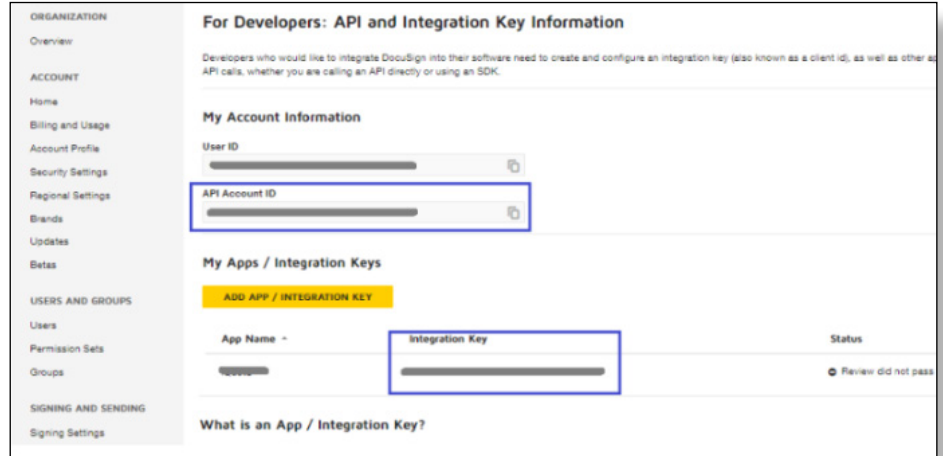 ORGANIZATION
Overview
ACCOUNT
Home
Billing and Usage
Account Profile
Security Settings
Regional Settings
Brands
Updates
Betas
USERS AND GROUPS
Users
Permission Sets
Groups
SIGNING AND SENDING
Signing Settings
For Developers: API and Integration Key Information
Developers who would like to integrate DocuSign into their software need to create and configure an integration key (also known as a client id), as well as other
API calls, whether you are calling an API directly or using an SDK.
My Account Information
User ID
API Account ID
My Apps / Integration Keys
ADD APP / INTEGRATION KEY
App Name Integration Key Status
Review did not pass
What is an App / Integration Key?